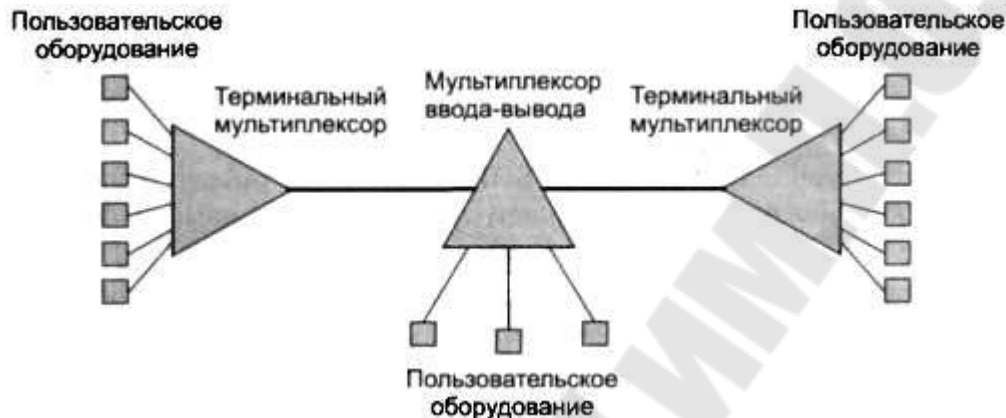 Пользовательское
оборудование
Терминальный
мультиплексор
Мультиплексор
ввода-вывода
Терминальный
мультиплексор
Пользовательское
оборудование
Пользовательское
оборудование